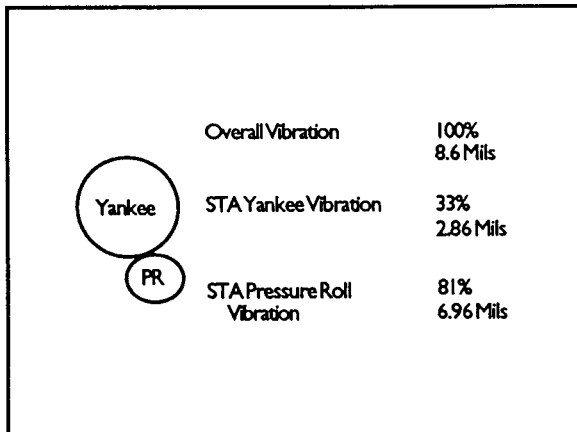 Overall Vibration 100%
8.6 Mils
Yankee STA Yankee Vibration 33%
2.86 Mils
PR
STA Pressure Roll 81%
Vibration 6.96 Mils